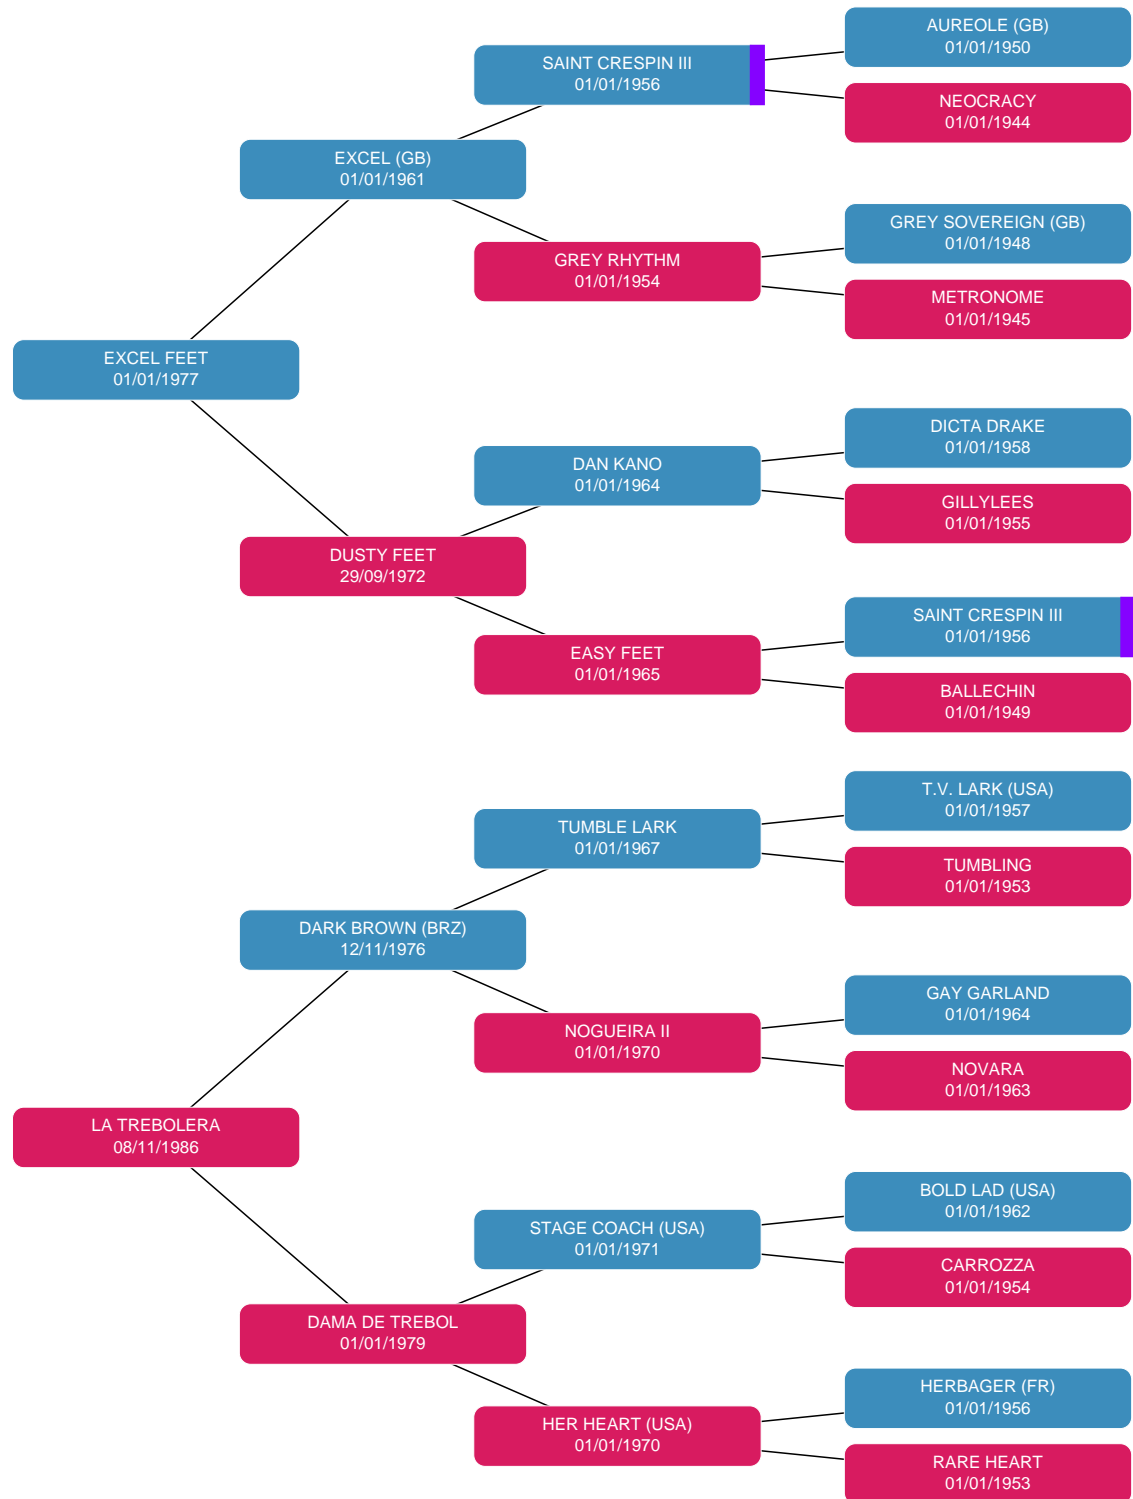 AUREOLE (GB)
01/01/1950
SAINT CRESPIN III
01/01/1956
NEOCRACY
01/01/1944
EXCEL (GB)
01/01/1961
GREY SOVEREIGN (GB)
01/01/1948
GREY RHYTHM
01/01/1954
METRONOME
01/01/1945
EXCEL FEET
01/01/1977
DICTA DRAKE
01/01/1958
DAN KANO
01/01/1964
GILLYLEES
01/01/1955
DUSTY FEET
29/09/1972
SAINT CRESPIN III
01/01/1956
EASY FEET
01/01/1965
BALLECHIN
01/01/1949
T.V. LARK (USA)
01/01/1957
TUMBLE LARK
01/01/1967
TUMBLING
01/01/1953
DARK BROWN (BRZ)
12/11/1976
GAY GARLAND
01/01/1964
NOGUEIRA II
01/01/1970
NOVARA
01/01/1963
LA TREBOLERA
08/11/1986
BOLD LAD (USA)
01/01/1962
STAGE COACH (USA)
01/01/1971
CARROZZA
01/01/1954
DAMA DE TREBOL
01/01/1979
HERBAGER (FR)
01/01/1956
HER HEART (USA)
01/01/1970
RARE HEART
01/01/1953